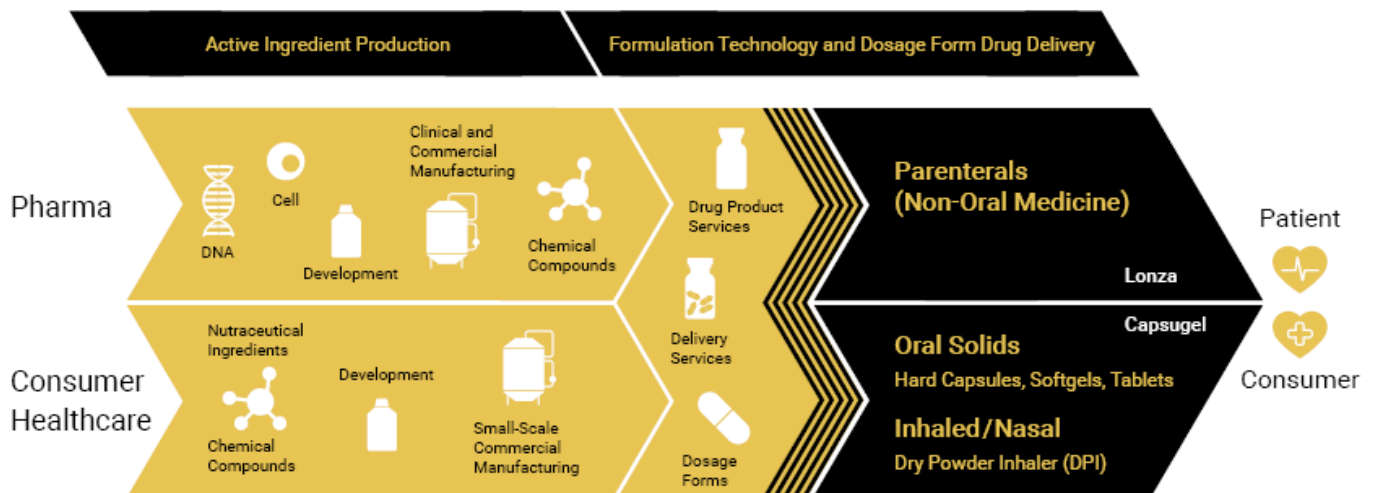 Active Ingredient Production
Formulation Technology and Dosage Form Drug Delivery
Pharma
DNA
Cell
Development
Clinical and
Commercial
Manufacturing
Chemical
Compounds
Drug Product
Services
Delivery
Services
Dosage
Forms
Parenterals
(Non-Oral Medicine)
Lonza
Patient
Consumer
Healthcare
Nutraceutical
Ingredients
Chemical
Compounds
Development
Small-Scale
Commercial
Manufacturing
Capsugel
Oral Solids
Hard Capsules, Softgels, Tablets
Inhaled/Nasal
Dry Powder Inhaler (DPI)
Consumer